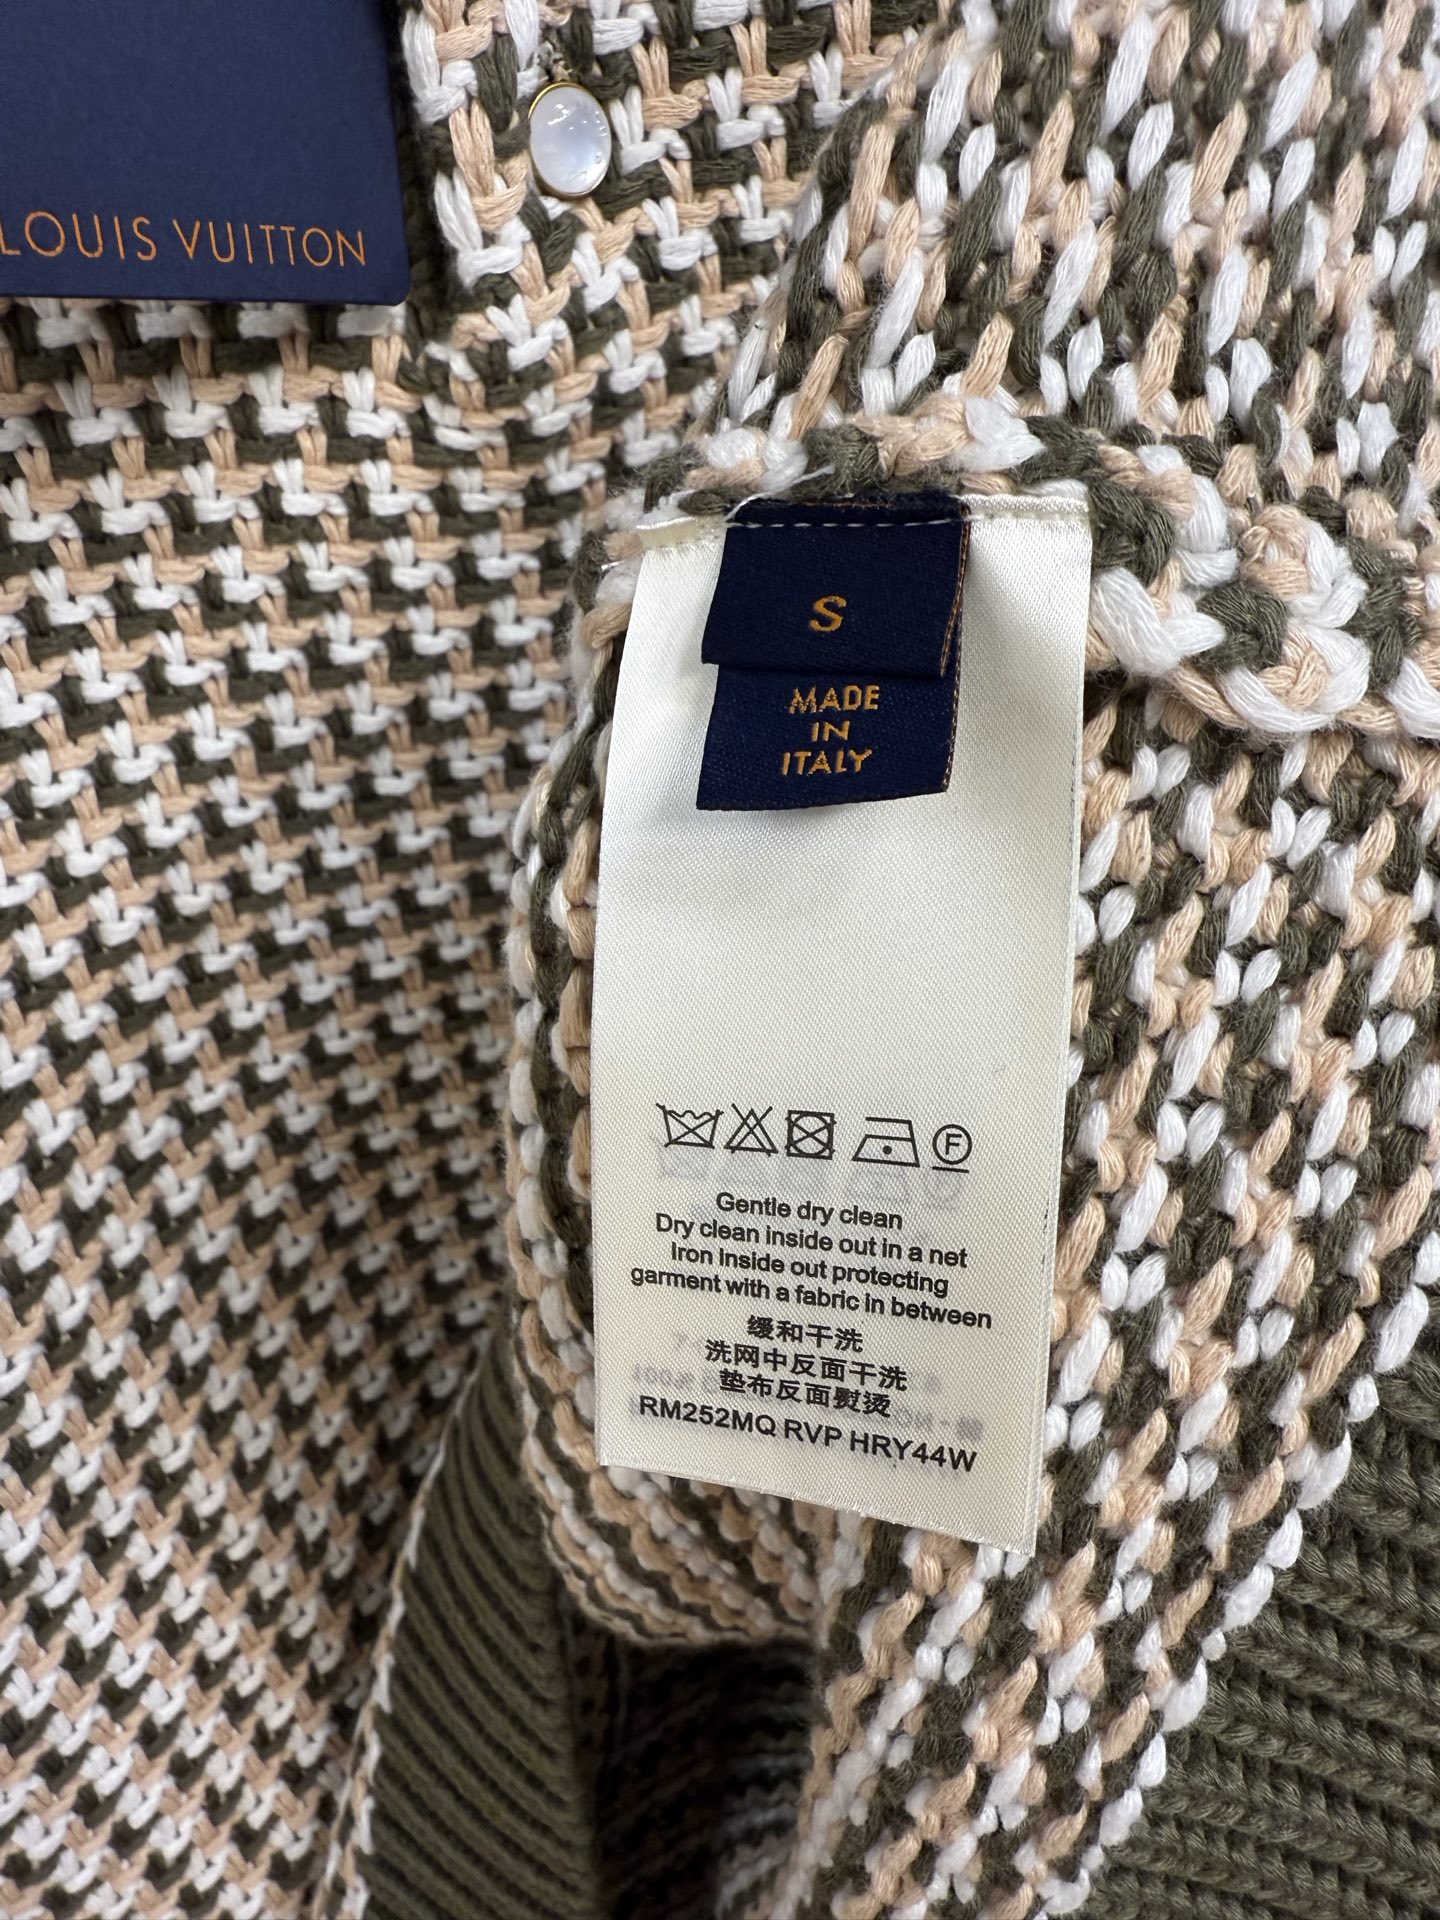 LOUIS VUITTON
S
MADE
IN
ITALY
F
Gentle dry clean
Dry clean inside out in a net
Iron inside out protecting
garment with a fabric in between
缓和干洗
洗网中反面干洗
垫布反面熨烫
RM252MQ RVP HRY44W